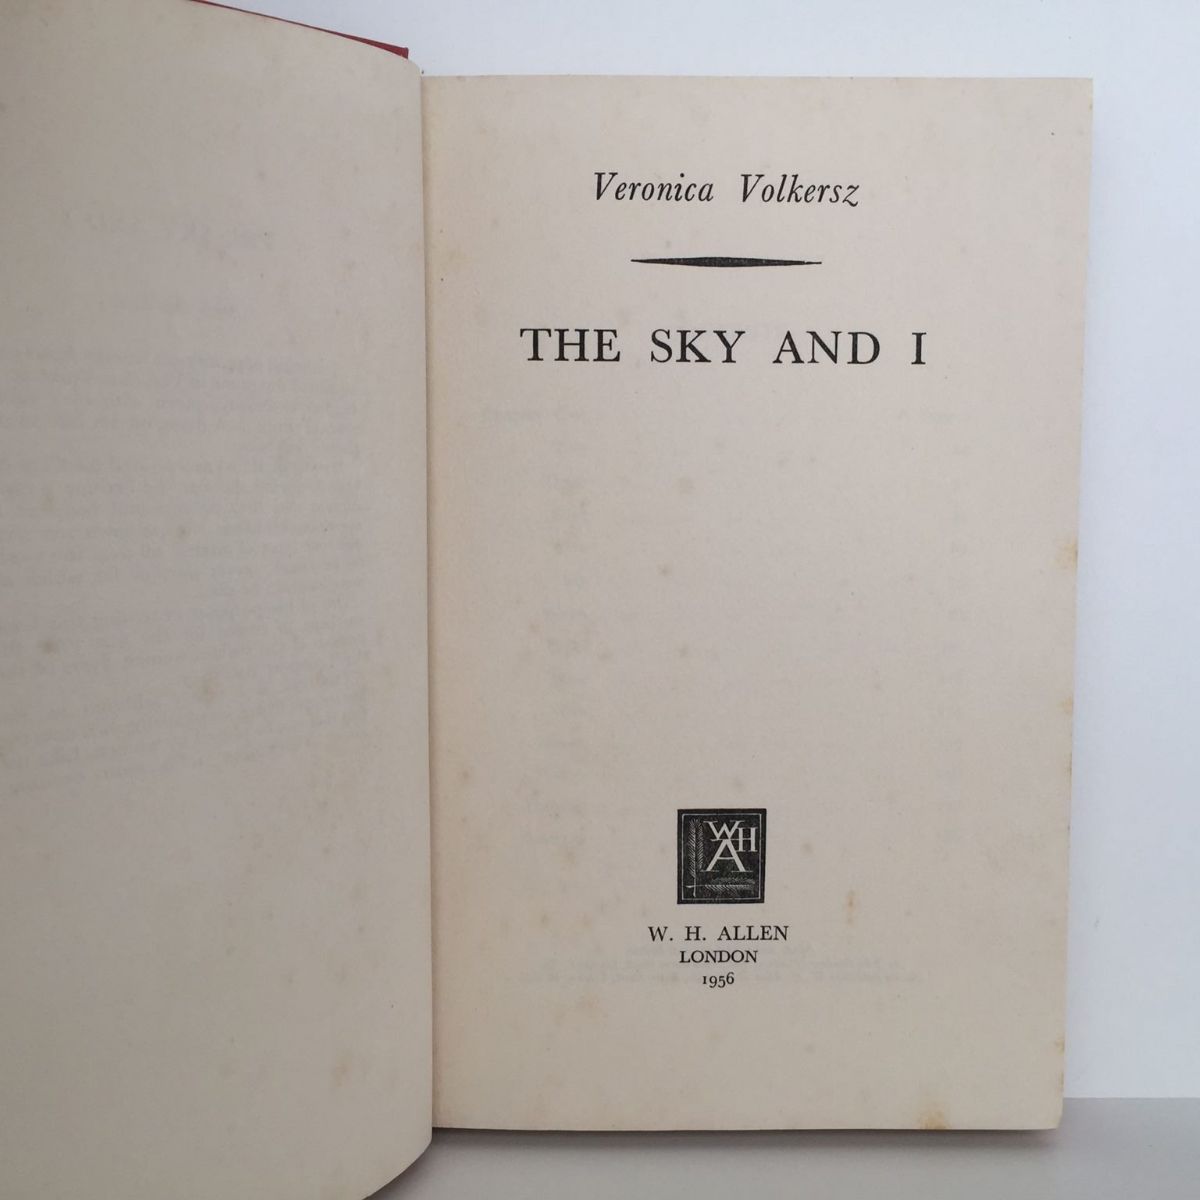 Veronica Volkersz
THE SKY AND I
WHA
W. H. ALLEN
LONDON
1956